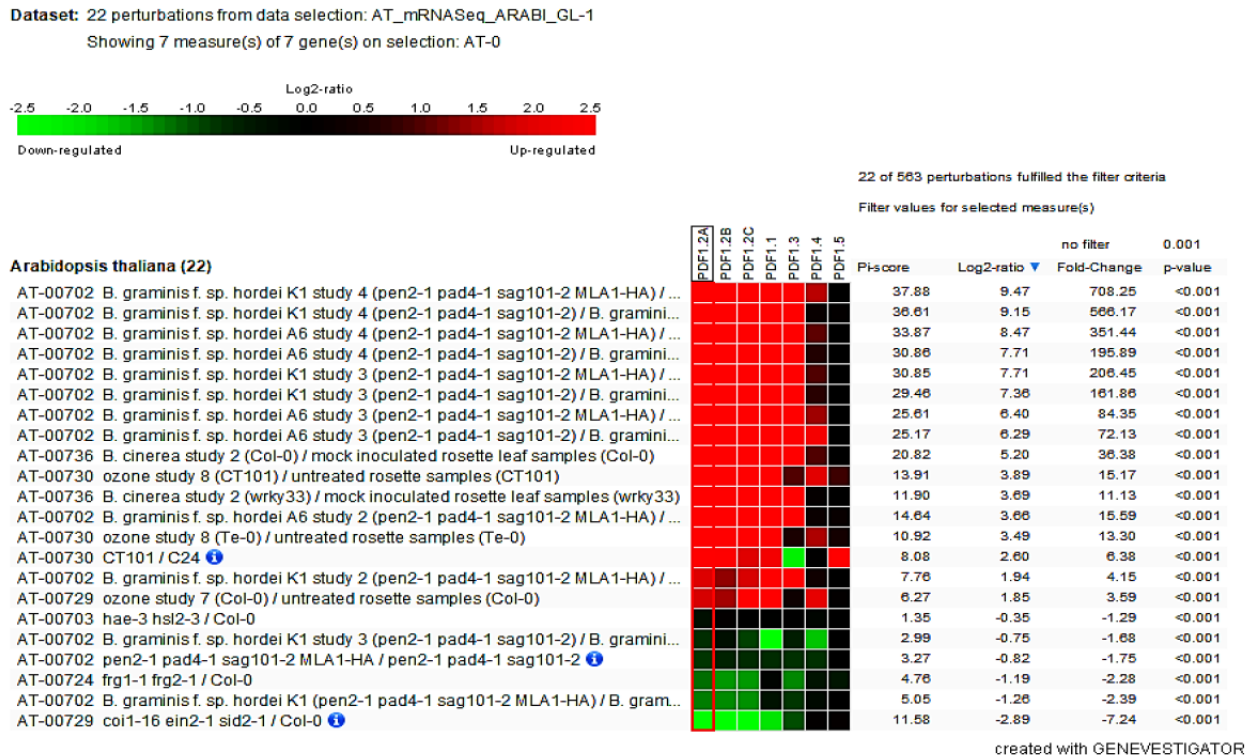 Dataset: 22 perturbations from data selection: AT_mRNASeq_ARABI_GL-1
Showing 7 measure(s) of 7 gene(s) on selection: AT-0
Log2-ratio
-2.5 -2.0 -1.5 -1.0 -0.5 0.0 0.5 1.0 1.5 2.0 2.5
Down-regulated Up-regulated
22 of 563 perturbations fulfilled the filter criteria
Filter values for selected measure(s)
PDF1.2A PDF1.2B PDF1.2C PDF1.1 PDF1.3 PDF1.4 PDF1.5
no filter 0.001
Arabidopsis thaliana (22) Pi-score Log2-ratio Fold-Change p-value
AT-00702 B. graminis f. sp. hordei K1 study 4 (pen2-1 pad4-1 sag101-2 MLA1-HA) / ... 37.88 9.47 708.25 <0.001
AT-00702 B. graminis f. sp. hordei K1 study 4 (pen2-1 pad4-1 sag101-2) / B. gramini... 36.61 9.15 566.17 <0.001
AT-00702 B. graminis f. sp. hordei A6 study 4 (pen2-1 pad4-1 sag101-2 MLA1-HA) / ... 33.87 8.47 351.44 <0.001
AT-00702 B. graminis f. sp. hordei A6 study 4 (pen2-1 pad4-1 sag101-2) / B. gramini... 30.86 7.71 195.89 <0.001
AT-00702 B. graminis f. sp. hordei K1 study 3 (pen2-1 pad4-1 sag101-2 MLA1-HA) / ... 30.85 7.71 206.45 <0.001
AT-00702 B. graminis f. sp. hordei K1 study 3 (pen2-1 pad4-1 sag101-2) / B. gramini... 29.46 7.36 161.86 <0.001
AT-00702 B. graminis f. sp. hordei A6 study 3 (pen2-1 pad4-1 sag101-2 MLA1-HA) / ... 25.61 6.40 84.35 <0.001
AT-00702 B. graminis f. sp. hordei A6 study 3 (pen2-1 pad4-1 sag101-2) / B. gramini... 25.17 6.29 72.13 <0.001
AT-00736 B. cinerea study 2 (Col-0) / mock inoculated rosette leaf samples (Col-0) 20.82 5.20 36.38 <0.001
AT-00730 ozone study 8 (CT101) / untreated rosette samples (CT101) 13.91 3.89 15.17 <0.001
AT-00736 B. cinerea study 2 (wrky33) / mock inoculated rosette leaf samples (wrky33) 11.90 3.69 11.13 <0.001
AT-00702 B. graminis f. sp. hordei A6 study 2 (pen2-1 pad4-1 sag101-2 MLA1-HA) / ... 14.64 3.66 15.59 <0.001
AT-00730 ozone study 8 (Te-0) / untreated rosette samples (Te-0) 10.92 3.49 13.30 <0.001
AT-00730 CT101 / C24 8.08 2.60 6.38 <0.001
AT-00702 B. graminis f. sp. hordei K1 study 2 (pen2-1 pad4-1 sag101-2 MLA1-HA) / ... 7.76 1.94 4.15 <0.001
AT-00729 ozone study 7 (Col-0) / untreated rosette samples (Col-0) 6.27 1.85 3.59 <0.001
AT-00703 hae-3 hsl2-3 / Col-0 1.35 -0.35 -1.29 <0.001
AT-00702 B. graminis f. sp. hordei K1 study 3 (pen2-1 pad4-1 sag101-2) / B. gramini... 2.99 -0.75 -1.68 <0.001
AT-00702 pen2-1 pad4-1 sag101-2 MLA1-HA / pen2-1 pad4-1 sag101-2 3.27 -0.82 -1.75 <0.001
AT-00724 frg1-1 frg2-1 / Col-0 4.76 -1.19 -2.28 <0.001
AT-00702 B. graminis f. sp. hordei K1 (pen2-1 pad4-1 sag101-2 MLA1-HA) / B. gram... 5.05 -1.26 -2.39 <0.001
AT-00729 coi1-16 ein2-1 sid2-1 / Col-0 11.58 -2.89 -7.24 <0.001
created with GENEVESTIGATOR